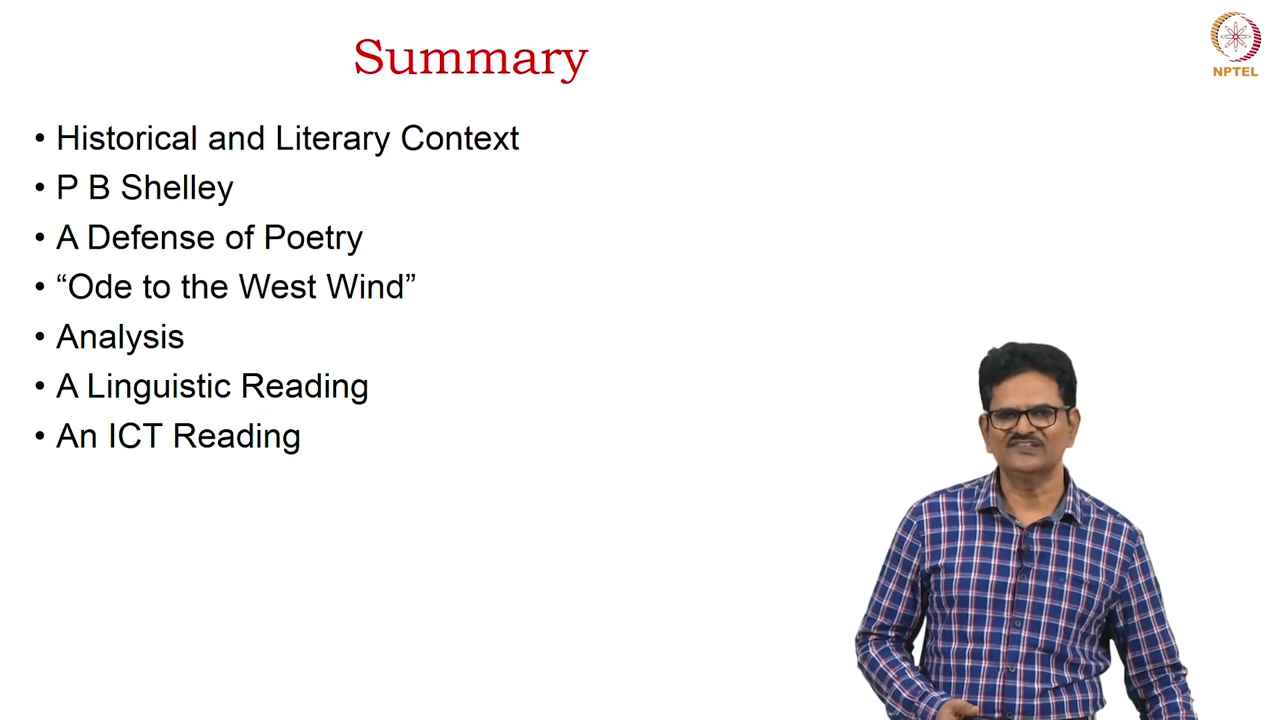 Summary
NPTEL
• Historical and Literary Context
• P B Shelley
• A Defense of Poetry
• “Ode to the West Wind”
• Analysis
• A Linguistic Reading
• An ICT Reading